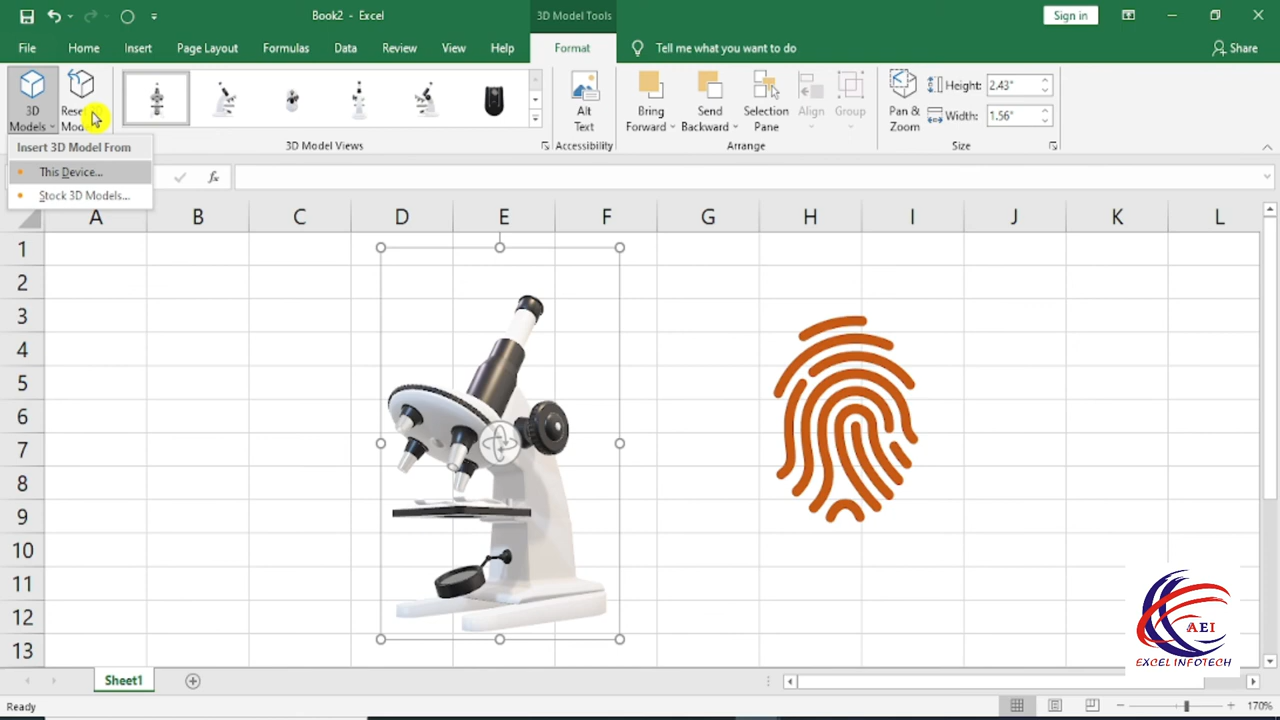 Book2 - Excel
3D Model Tools
Sign in
File
Home
Insert
Page Layout
Formulas
Data
Review
View
Help
Format
Tell me what you want to do
Share
3D
Models
3D Model Views
Alt
Text
Accessibility
Bring
Forward
Send
Backward
Selection
Pane
Align
Group
Arrange
Pan &
Zoom
Height: 2.43"
Width: 1.56"
Size
Insert 3D Model From
This Device...
Stock 3D Models...
fx
A B C D E F G H I J K L
1
2
3
4
5
6
7
8
9
10
11
12
13
AEI
EXCEL INFOTECH
Sheet1
Ready
170%